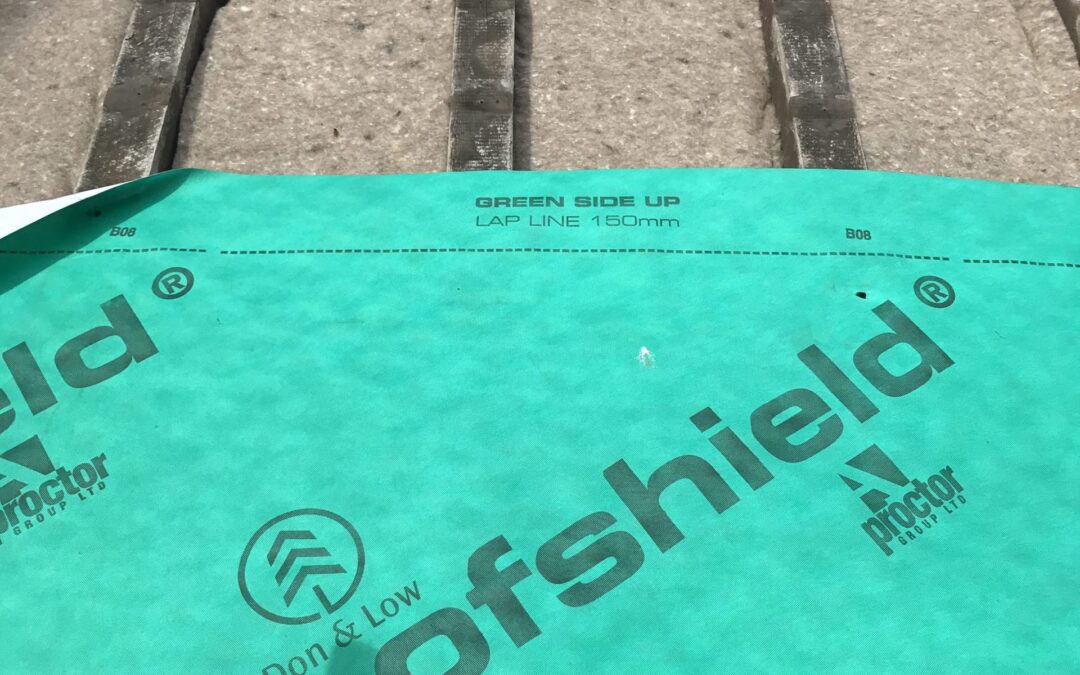 GREEN SIDE UP
LAP LINE 150mm
B08
B08
eld®
proctor
GROUP LTD
ofshield®
proctor
GROUP LTD
Don & Low